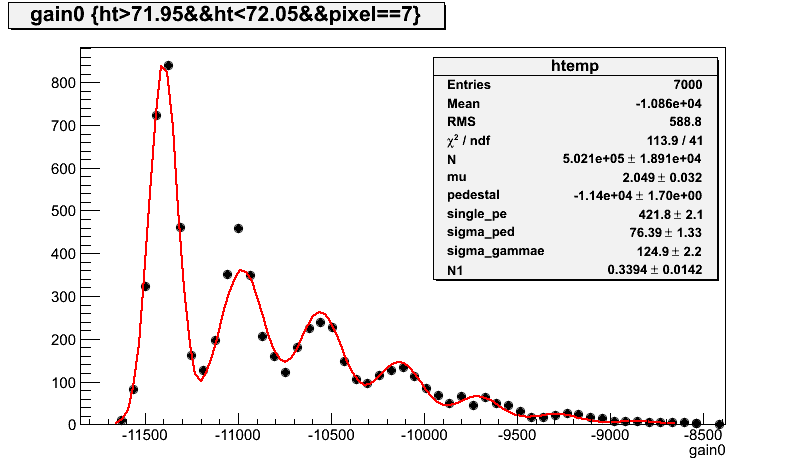 gain0 {ht>71.95&&ht<72.05&&pixel==7}
htemp
Entries 7000
Mean -1.086e+04
RMS 588.8
χ² / ndf 113.9 / 41
N 5.021e+05 ± 1.891e+04
mu 2.049 ± 0.032
pedestal -1.14e+04 ± 1.70e+00
single_pe 421.8 ± 2.1
sigma_ped 76.39 ± 1.33
sigma_gammae 124.9 ± 2.2
N1 0.3394 ± 0.0142
800
700
600
500
400
300
200
100
0
-11500 -11000 -10500 -10000 -9500 -9000 -8500
gain0